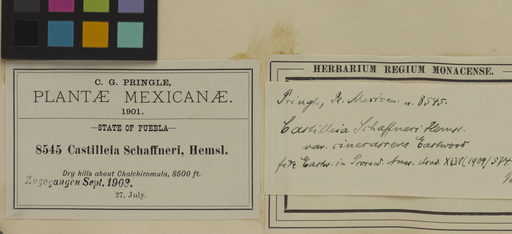 C. G. PRINGLE,
PLANTÆ MEXICANÆ.
1901.
STATE OF PUEBLA
8545 Castilleia Schaffneri, Hemsl.
Dry hills about Chalchicomula, 8500 ft.
Zugegangen Sept. 1903.
27, July.
HERBARIUM REGIUM MONACENSE.
Pringle, Pl. Mexican. n. 8545.
Castilleia Schaffneri Hemsl.
var. cinerascens Eastwood
fide Eastw. in Proceed. Amer. Acad. XLIV (1909) 574